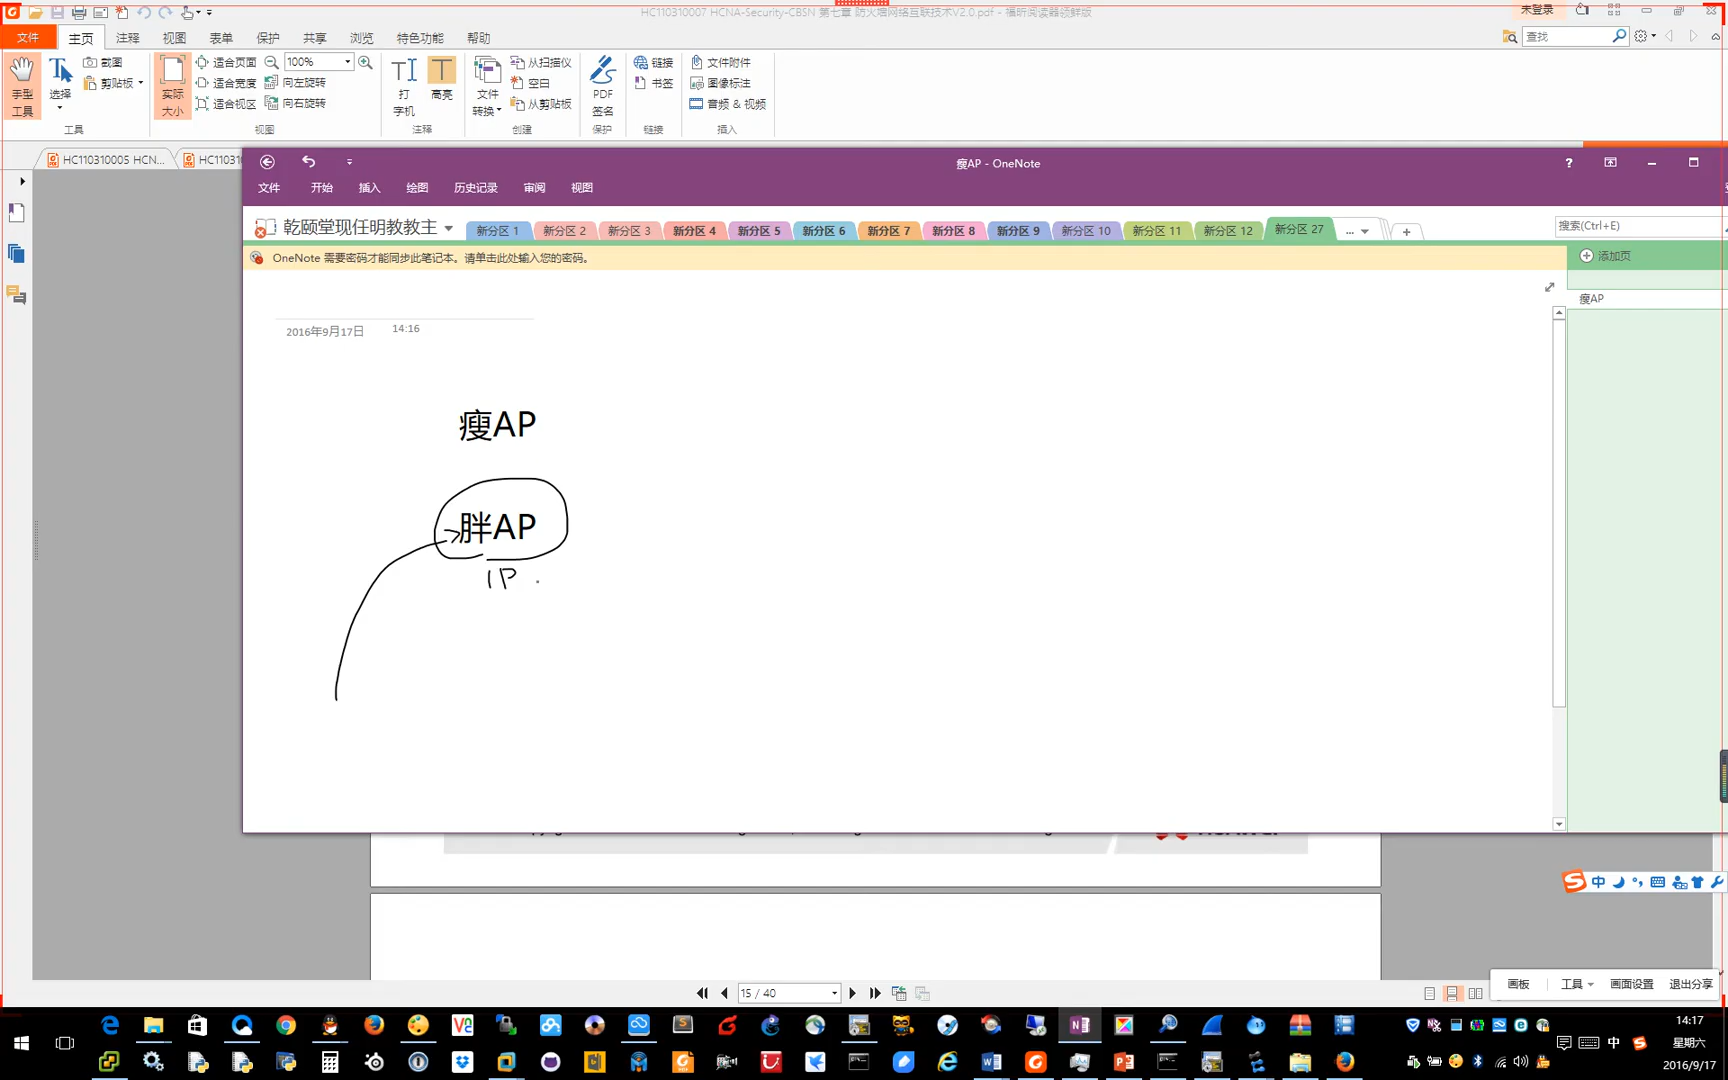 HC110310007 HCNA-Security-CBSN 第七章 防火墙网络互联技术V2.0.pdf - 福昕阅读器领鲜版
未登录
文件 主页 注释 视图 表单 保护 共享 浏览 特色功能 帮助
查找
手型工具
选择
截图
剪贴板
实际大小
适合页面
适合宽度
适合视区
100%
向左旋转
向右旋转
打字机
高亮
文件转换
从扫描仪
空白
从剪贴板
PDF签名
链接
书签
文件附件
图像标注
音频 & 视频
工具 视图 注释 创建 保护 链接 插入
HC110310005 HCN...
HC11031
瘦AP - OneNote
文件 开始 插入 绘图 历史记录 审阅 视图
乾颐堂现任明教教主
新分区 1 新分区 2 新分区 3 新分区 4 新分区 5 新分区 6 新分区 7 新分区 8 新分区 9 新分区 10 新分区 11 新分区 12 新分区 27 ...
搜索(Ctrl+E)
OneNote 需要密码才能同步此笔记本。请单击此处输入您的密码。
添加页
瘦AP
2016年9月17日 14:16
瘦AP
胖AP
IP
中
15 / 40
画板 工具 画面设置 退出分享
14:17
中
星期六
2016/9/17